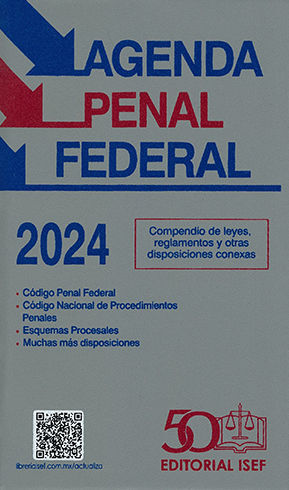 AGENDA
PENAL
FEDERAL
2024
Compendio de leyes,
reglamentos y otras
disposiciones conexas
• Código Penal Federal
• Código Nacional de Procedimientos
Penales
• Esquemas Procesales
• Muchas más disposiciones
libreriaisef.com.mx/actualiza
50
EDITORIAL ISEF